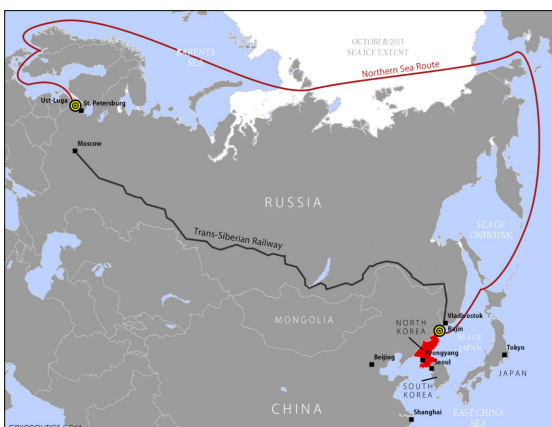 OCTOBER 2013
SEA ICE EXTENT
BARENTS
SEA
Northern Sea Route
Ust-Luga
St. Petersburg
Moscow
RUSSIA
SEA OF
OKHOTSK
Trans-Siberian Railway
Vladivostok
MONGOLIA
NORTH
KOREA
Rajin
SEA OF
JAPAN
Pyongyang
Beijing
Seoul
Tokyo
JAPAN
SOUTH
KOREA
CHINA
Shanghai
EAST CHINA
SEA